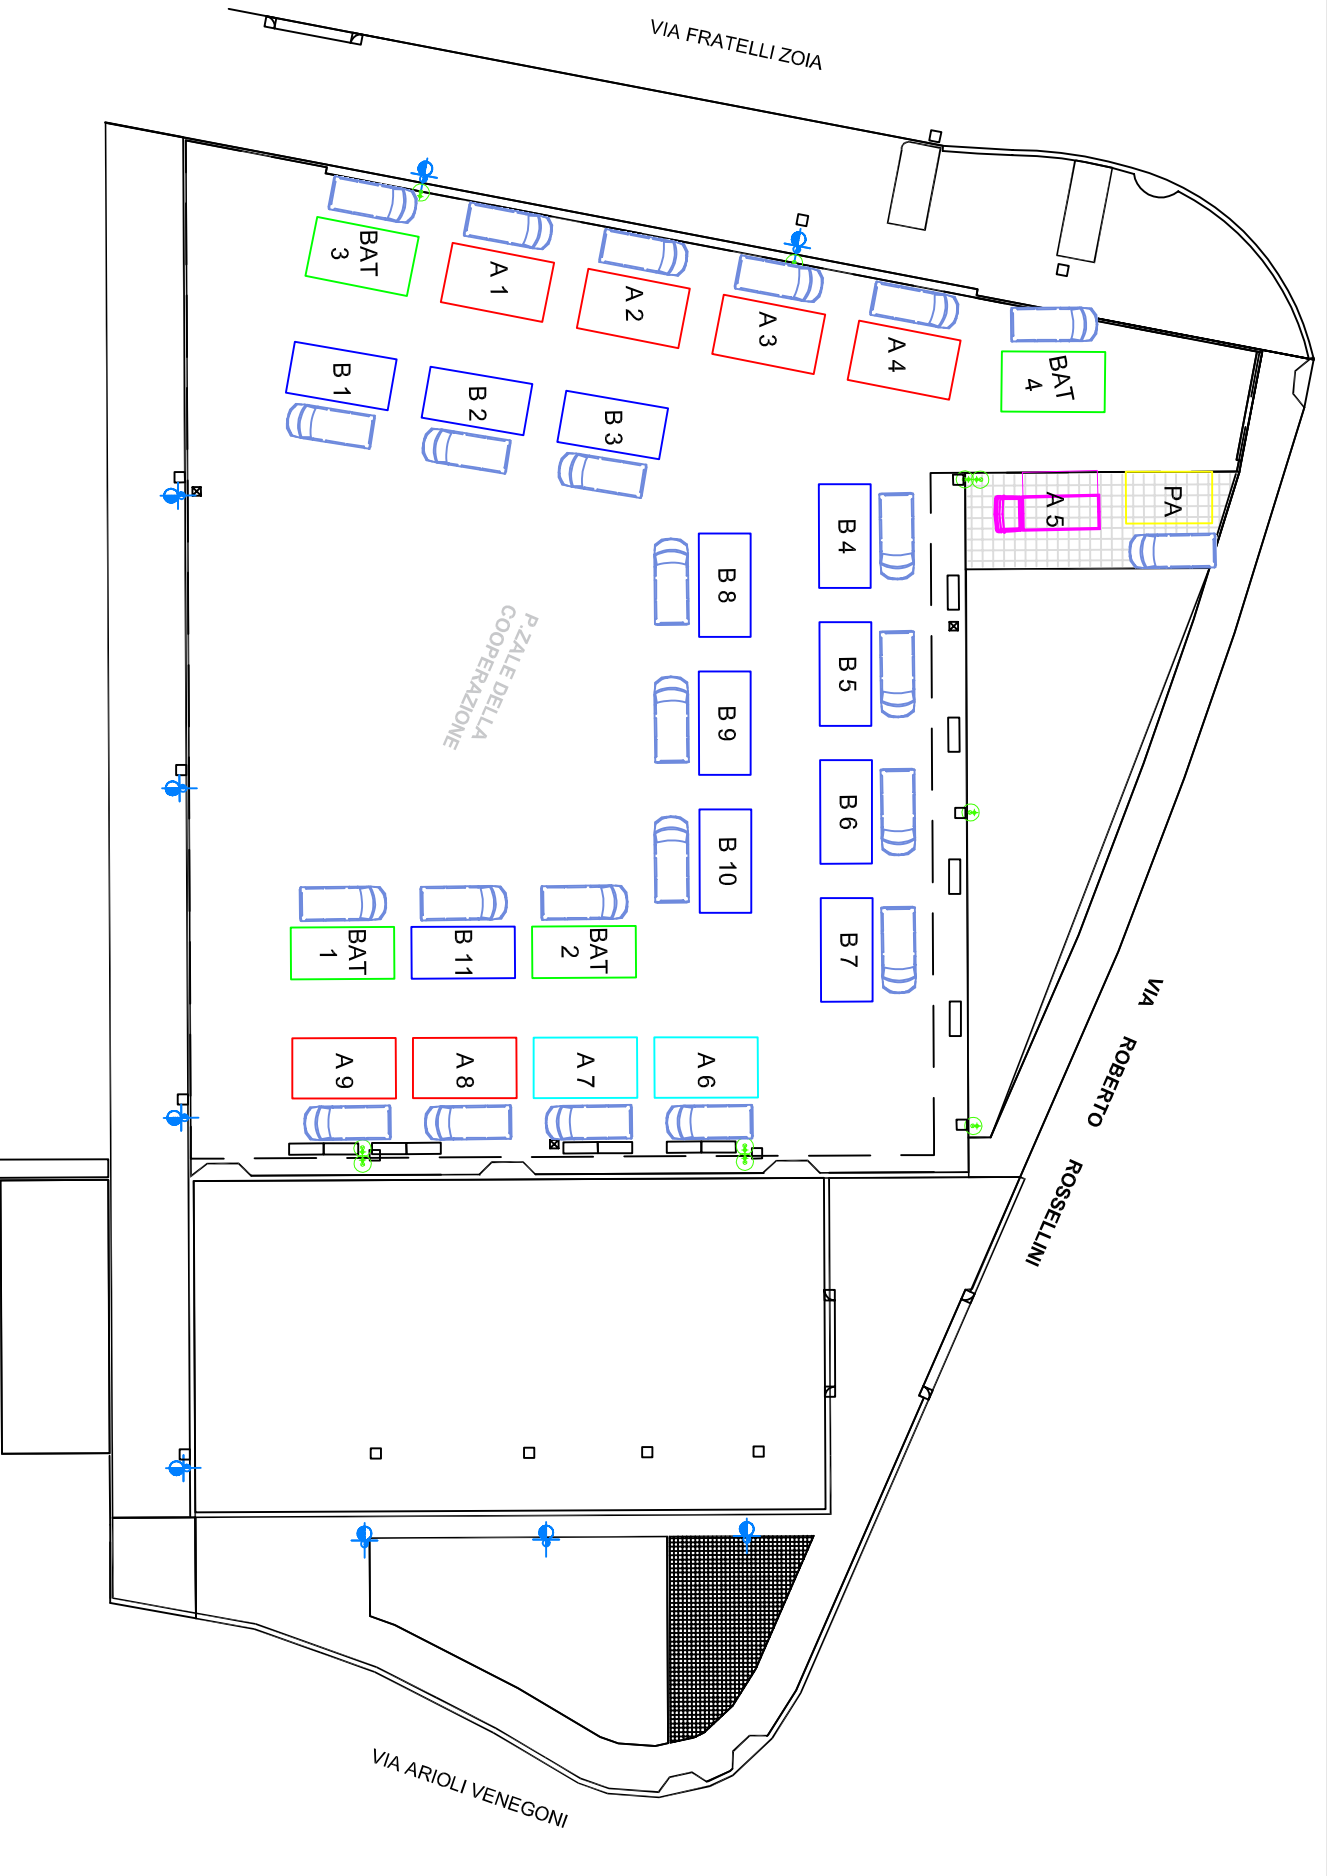 VIA FRATELLI ZOIA
BAT
3
A 1
A 2
A 3
A 4
BAT
4
B 1
B 2
B 3
B 4
A 5
PA
B 8
B 5
P.ZALE DELLA
COOPERAZIONE
B 9
B 6
B 10
B 7
BAT
1
B 11
BAT
2
A 9
A 8
A 7
A 6
VIA ROBERTO ROSSELLINI
VIA ARIOLI VENEGONI